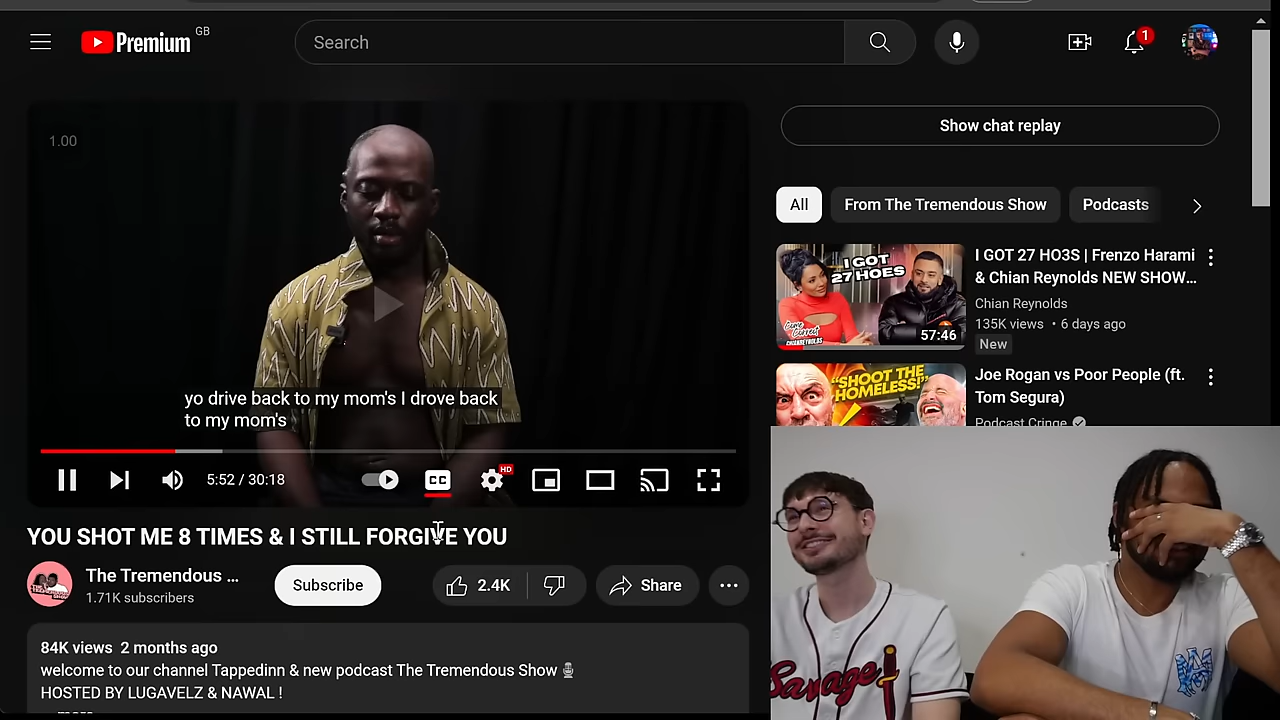 Premium GB
Search
1
1.00
yo drive back to my mom's I drove back
to my mom's
5:52 / 30:18
CC
HD
YOU SHOT ME 8 TIMES & I STILL FORGIVE YOU
The Tremendous ...
1.71K subscribers
Subscribe
2.4K
Share
84K views 2 months ago
welcome to our channel Tappedinn & new podcast The Tremendous Show 🎙
HOSTED BY LUGAVELZ & NAWAL !
Show chat replay
All
From The Tremendous Show
Podcasts
I GOT
27 HOES
57:46
I GOT 27 HO3S | Frenzo Harami
& Chian Reynolds NEW SHOW...
Chian Reynolds
135K views • 6 days ago
New
"SHOOT THE
HOMELESS!"
Joe Rogan vs Poor People (ft.
Tom Segura)
Podcast Cringe
Savage